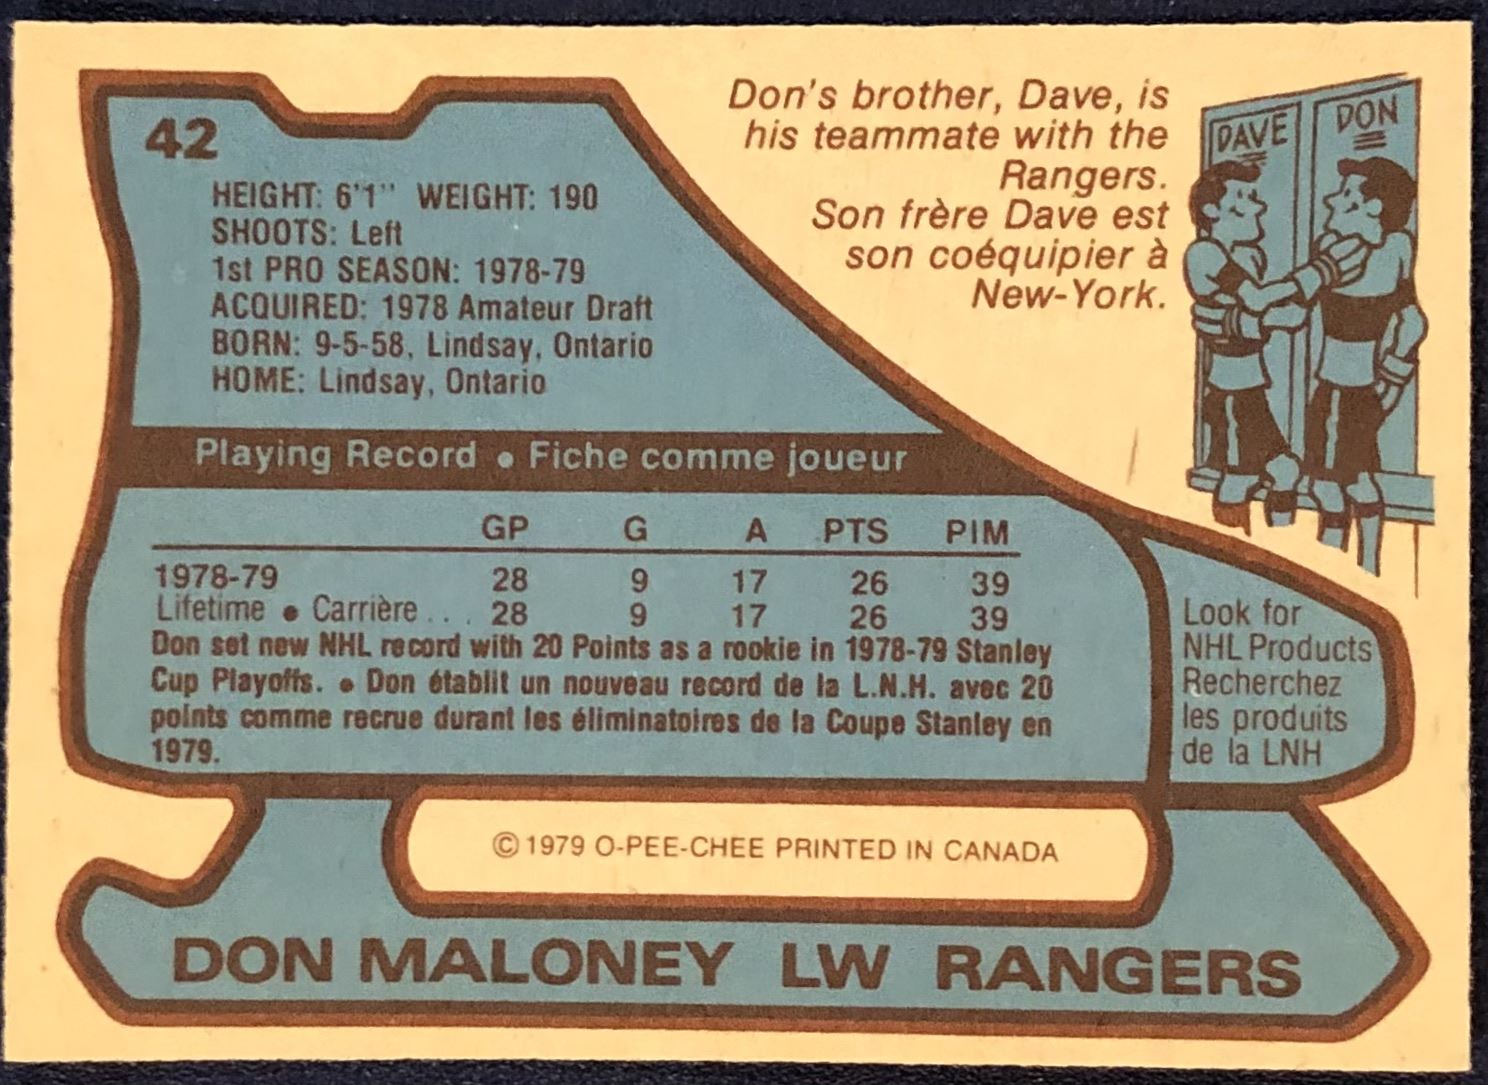 42
HEIGHT: 6'1" WEIGHT: 190
SHOOTS: Left
1st PRO SEASON: 1978-79
ACQUIRED: 1978 Amateur Draft
BORN: 9-5-58, Lindsay, Ontario
HOME: Lindsay, Ontario
Don's brother, Dave, is
his teammate with the
Rangers.
Son frère Dave est
son coéquipier à
New-York.
DAVE
DON
Playing Record • Fiche comme joueur
GP G A PTS PIM
1978-79 28 9 17 26 39
Lifetime • Carrière . . . 28 9 17 26 39
Don set new NHL record with 20 Points as a rookie in 1978-79 Stanley
Cup Playoffs. • Don établit un nouveau record de la L.N.H. avec 20
points comme recrue durant les éliminatoires de la Coupe Stanley en
1979.
Look for
NHL Products
Recherchez
les produits
de la LNH
© 1979 O-PEE-CHEE PRINTED IN CANADA
DON MALONEY LW RANGERS